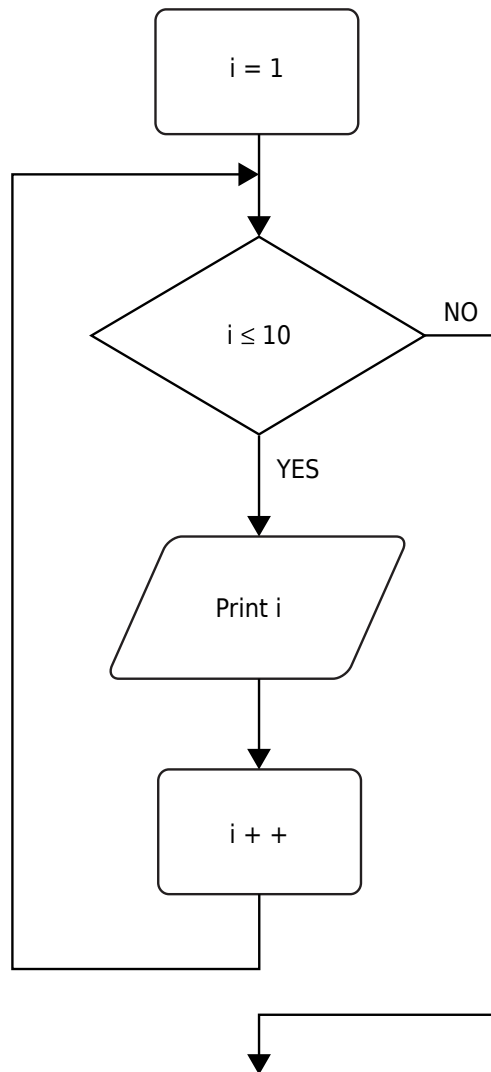 i = 1
i ≤ 10
NO
YES
Print i
i + +